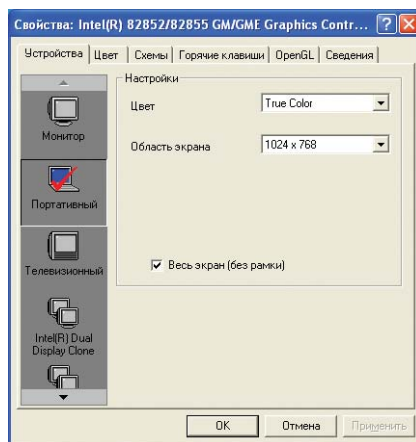 Свойства: Intel(R) 82852/82855 GM/GME Graphics Contr...
Устройства Цвет Схемы Горячие клавиши OpenGL Сведения
Настройки
Цвет True Color
Монитор
Область экрана 1024 x 768
Портативный
Телевизионный
Весь экран (без рамки)
Intel(R) Dual
Display Clone
OK Отмена Применить